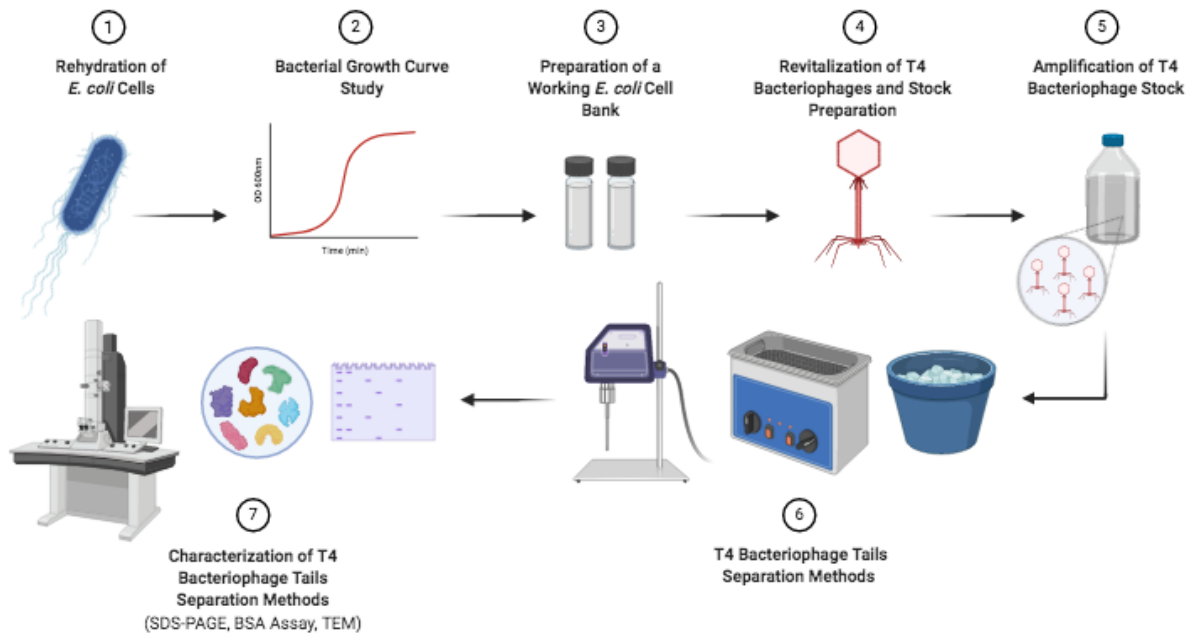 1
Rehydration of
E. coli Cells
2
Bacterial Growth Curve
Study
OD 600nm
Time (min)
3
Preparation of a
Working E. coli Cell
Bank
4
Revitalization of T4
Bacteriophages and Stock
Preparation
5
Amplification of T4
Bacteriophage Stock
6
T4 Bacteriophage Tails
Separation Methods
7
Characterization of T4
Bacteriophage Tails
Separation Methods
(SDS-PAGE, BSA Assay, TEM)